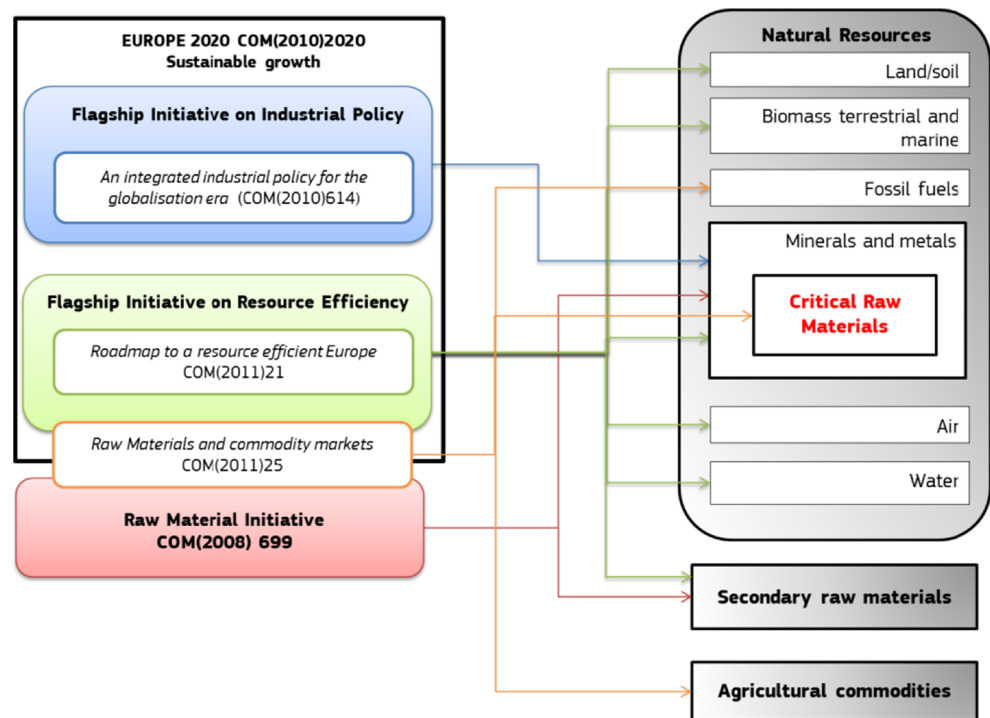 EUROPE 2020 COM(2010)2020
Sustainable growth
Flagship Initiative on Industrial Policy
An integrated industrial policy for the
globalisation era (COM(2010)614)
Flagship Initiative on Resource Efficiency
Roadmap to a resource efficient Europe
COM(2011)21
Raw Materials and commodity markets
COM(2011)25
Raw Material Initiative
COM(2008) 699
Natural Resources
Land/soil
Biomass terrestrial and
marine
Fossil fuels
Minerals and metals
Critical Raw
Materials
Air
Water
Secondary raw materials
Agricultural commodities